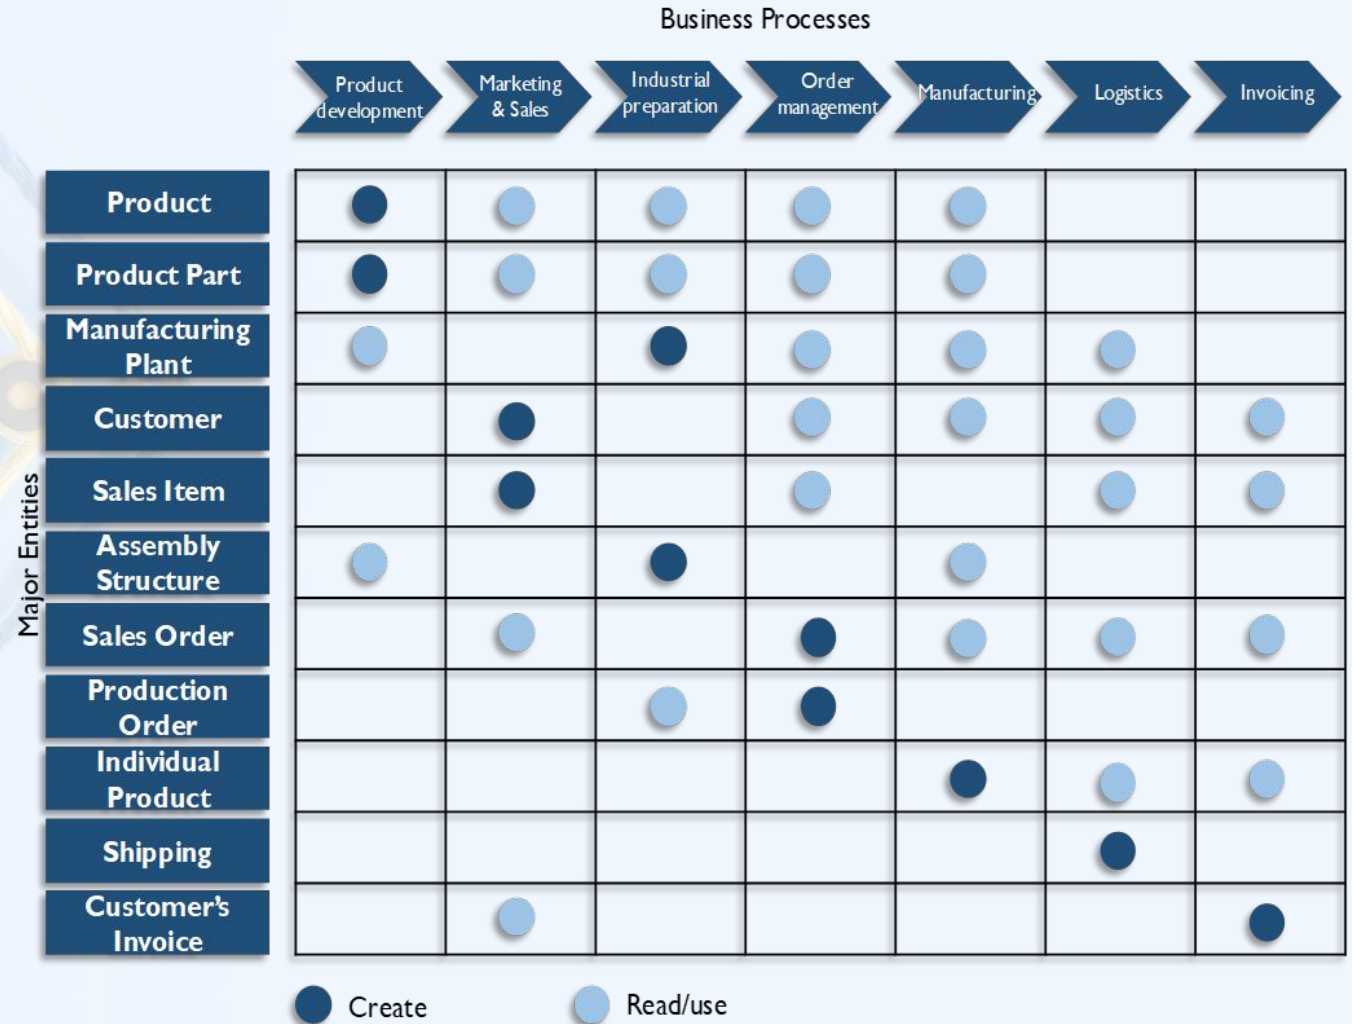 Business Processes
Product
development
Marketing
& Sales
Industrial
preparation
Order
management
Manufacturing
Logistics
Invoicing
Major Entities
Product
Product Part
Manufacturing
Plant
Customer
Sales Item
Assembly
Structure
Sales Order
Production
Order
Individual
Product
Shipping
Customer’s
Invoice
Create
Read/use